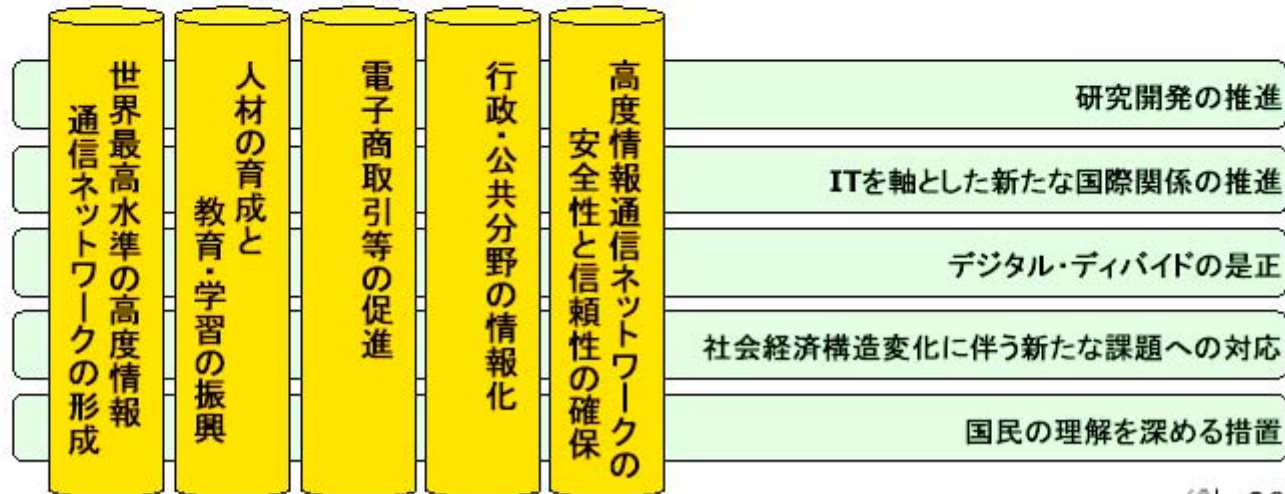 世界最高水準の高度情報
通信ネットワークの形成
人材の育成と
教育・学習の振興
電子商取引等の促進
行政・公共分野の情報化
高度情報通信ネットワークの
安全性と信頼性の確保
研究開発の推進
ITを軸とした新たな国際関係の推進
デジタル・ディバイドの是正
社会経済構造変化に伴う新たな課題への対応
国民の理解を深める措置